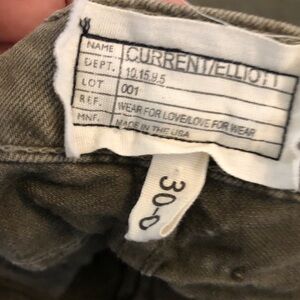 NAME CURRENT/ELLIOTT
DEPT. 10.15.9.5
LOT 001
REF. WEAR FOR LOVE/LOVE FOR WEAR
MNF. MADE IN THE USA
30-0